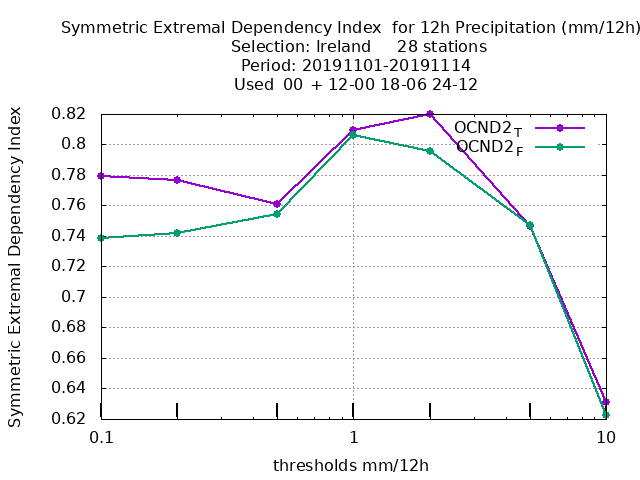 Symmetric Extremal Dependency Index  for 12h Precipitation (mm/12h)
Selection: Ireland     28 stations
Period: 20191101-20191114
Used  00  + 12-00 18-06 24-12
Symmetric Extremal Dependency Index
0.82
0.8
0.78
0.76
0.74
0.72
0.7
0.68
0.66
0.64
0.62
OCND2T
OCND2F
0.1
1
10
thresholds mm/12h